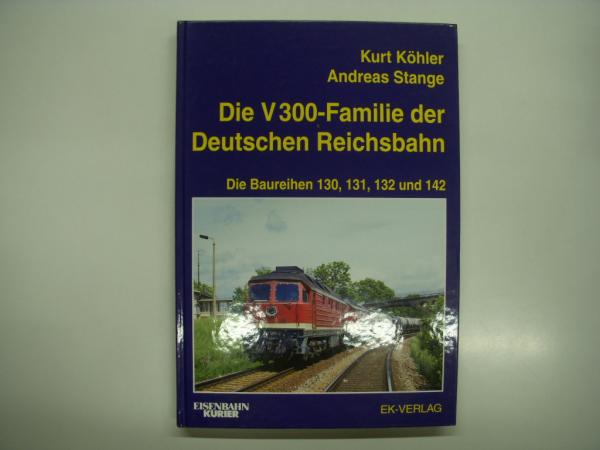 Kurt Köhler
Andreas Stange
Die V 300-Familie der
Deutschen Reichsbahn
Die Baureihen 130, 131, 132 und 142
EISENBAHN
KURIER
EK-VERLAG